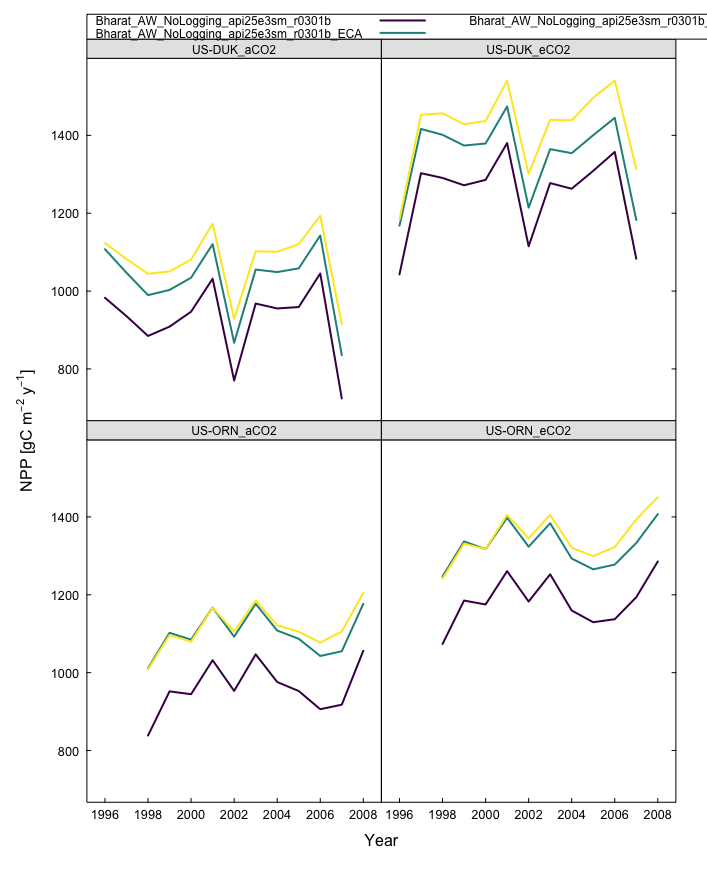 Bharat_AW_NoLogging_api25e3sm_r0301b Bharat_AW_NoLogging_api25e3sm_r0301b_
Bharat_AW_NoLogging_api25e3sm_r0301b_ECA
US-DUK_aCO2 US-DUK_eCO2
1400
1200
1000
800
US-ORN_aCO2 US-ORN_eCO2
1400
1200
1000
800
NPP [gC m−2 y−1]
1996 1998 2000 2002 2004 2006 2008 1996 1998 2000 2002 2004 2006 2008
Year